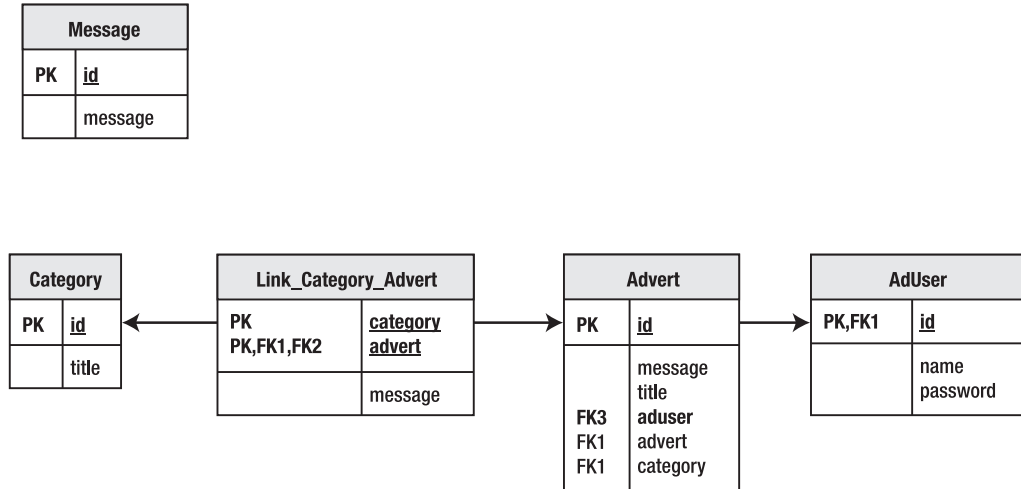 Message
PK id
message
Category
PK id
title
Link_Category_Advert
PK category
PK,FK1,FK2 advert
message
Advert
PK id
message
title
FK3 aduser
FK1 advert
FK1 category
AdUser
PK,FK1 id
name
password